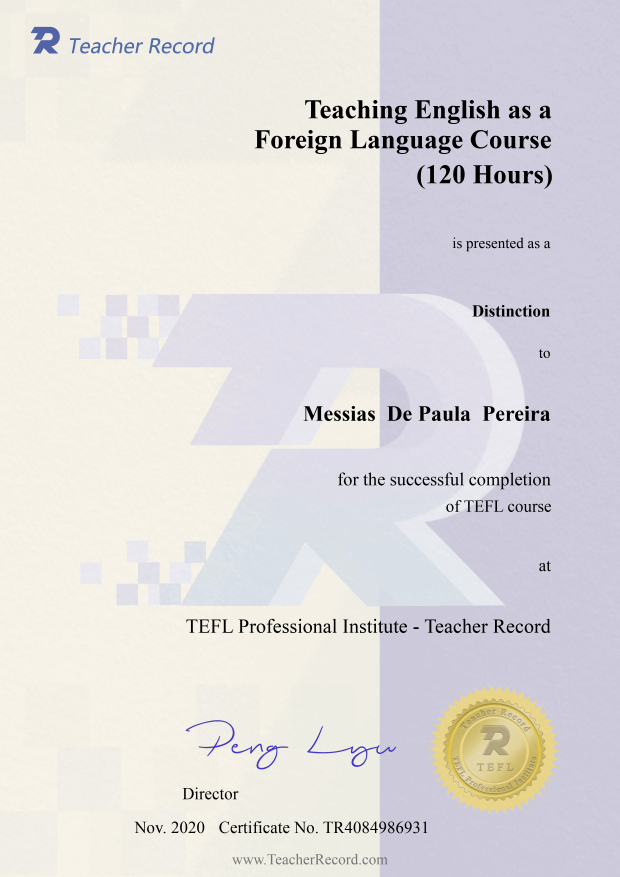 Teacher Record
Teaching English as a
Foreign Language Course
(120 Hours)
is presented as a
Distinction
to
Messias De Paula Pereira
for the successful completion
of TEFL course
at
TEFL Professional Institute - Teacher Record
Peng Lyu
Teacher Record
TEFL
TEFL Professional Institute
Director
Nov. 2020 Certificate No. TR4084986931
www.TeacherRecord.com